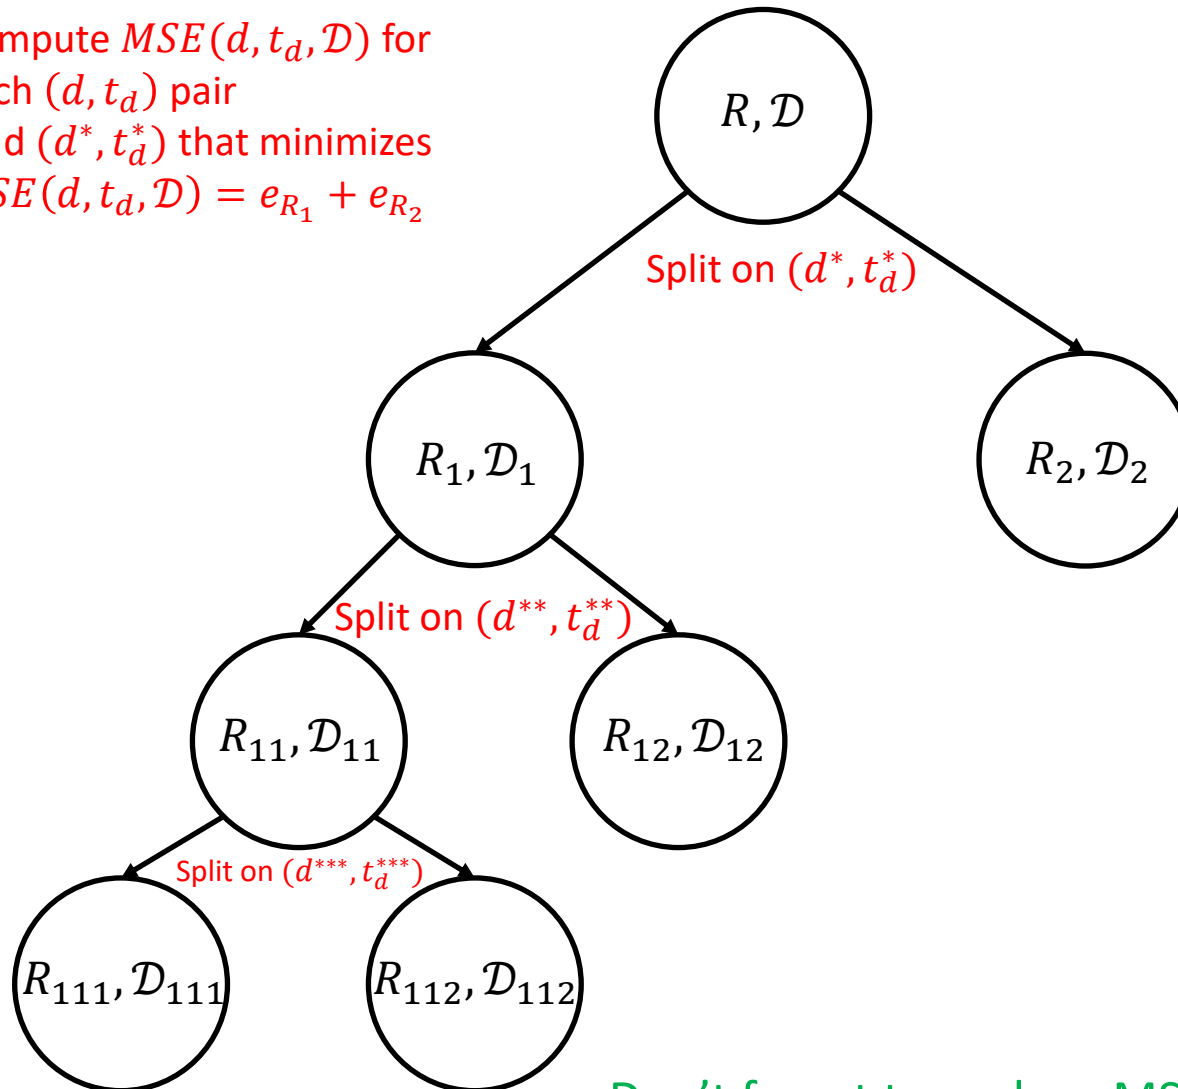 mpute 𝑀𝑆𝐸(𝑑, 𝑡_𝑑, 𝒟) for
ch (𝑑, 𝑡_𝑑) pair
d (𝑑*, 𝑡_𝑑*) that minimizes
SE(𝑑, 𝑡_𝑑, 𝒟) = 𝑒_{𝑅_1} + 𝑒_{𝑅_2}
𝑅, 𝒟
Split on (𝑑*, 𝑡_𝑑*)
𝑅_1, 𝒟_1
𝑅_2, 𝒟_2
Split on (𝑑**, 𝑡_𝑑**)
𝑅_11, 𝒟_11
𝑅_12, 𝒟_12
Split on (𝑑***, 𝑡_𝑑***)
𝑅_111, 𝒟_111
𝑅_112, 𝒟_112